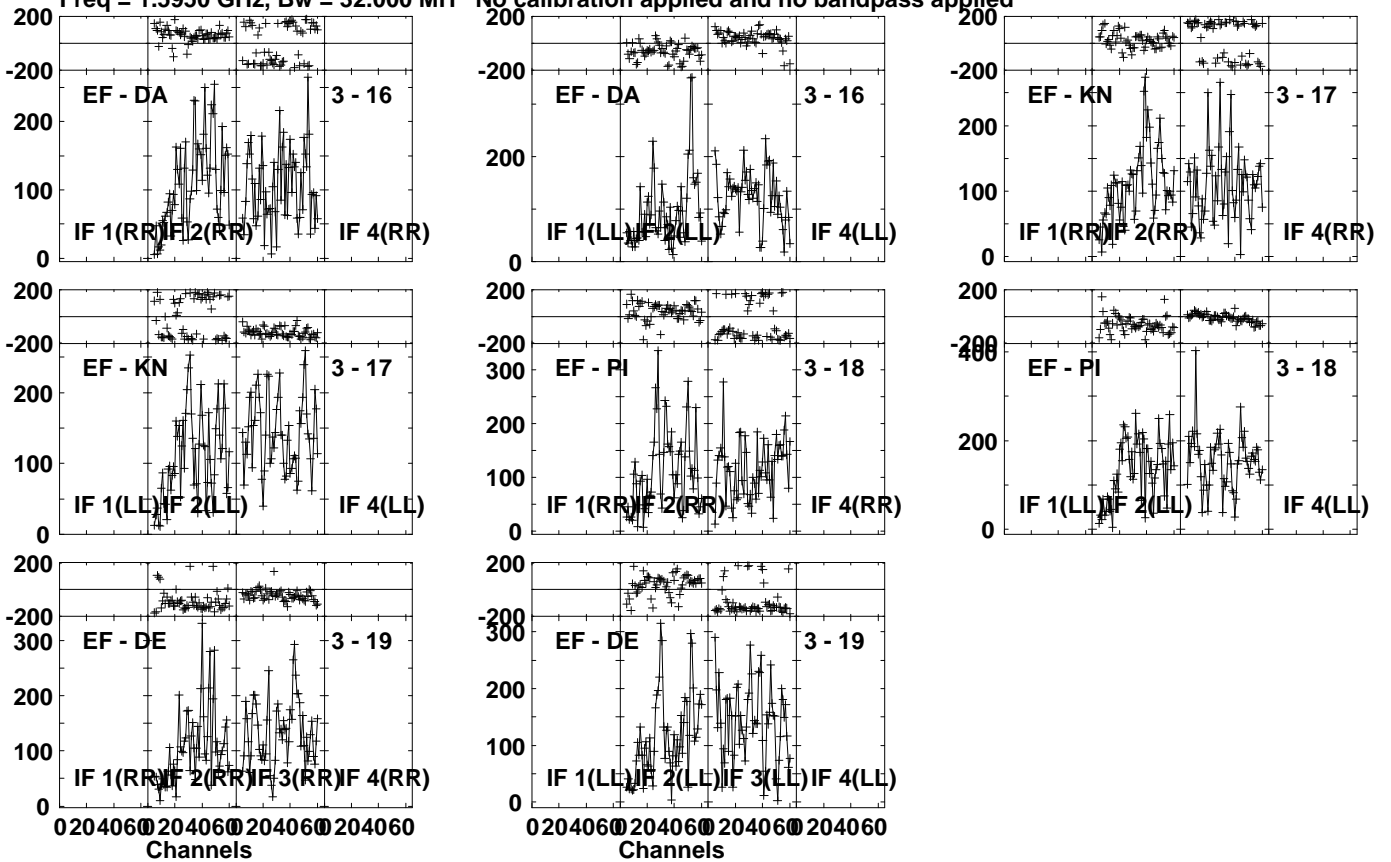 Freq = 1.5950 GHz, Bw = 32.000 MH No calibration applied and no bandpass applied
200
-200
EF - DA 3 - 16
200
100
0
IF 1(RR) IF 2(RR) IF 4(RR)
200
-200
EF - DA 3 - 16
200
0
IF 1(LL) IF 2(LL) IF 4(LL)
200
-200
EF - KN 3 - 17
200
100
0
IF 1(RR) IF 2(RR) IF 4(RR)
200
-200
EF - KN 3 - 17
200
100
0
IF 1(LL) IF 2(LL) IF 4(LL)
200
-200
EF - PI 3 - 18
300
200
100
0
IF 1(RR) IF 2(RR) IF 4(RR)
200
-200
400
EF - PI 3 - 18
200
0
IF 1(LL) IF 2(LL) IF 4(LL)
200
-200
EF - DE 3 - 19
300
200
100
0
IF 1(RR) IF 2(RR) IF 3(RR) IF 4(RR)
0 20 40 60 0 20 40 60 0 20 40 60 0 20 40 60
Channels
200
-200
EF - DE 3 - 19
300
200
100
0
IF 1(LL) IF 2(LL) IF 3(LL) IF 4(LL)
0 20 40 60 0 20 40 60 0 20 40 60 0 20 40 60
Channels